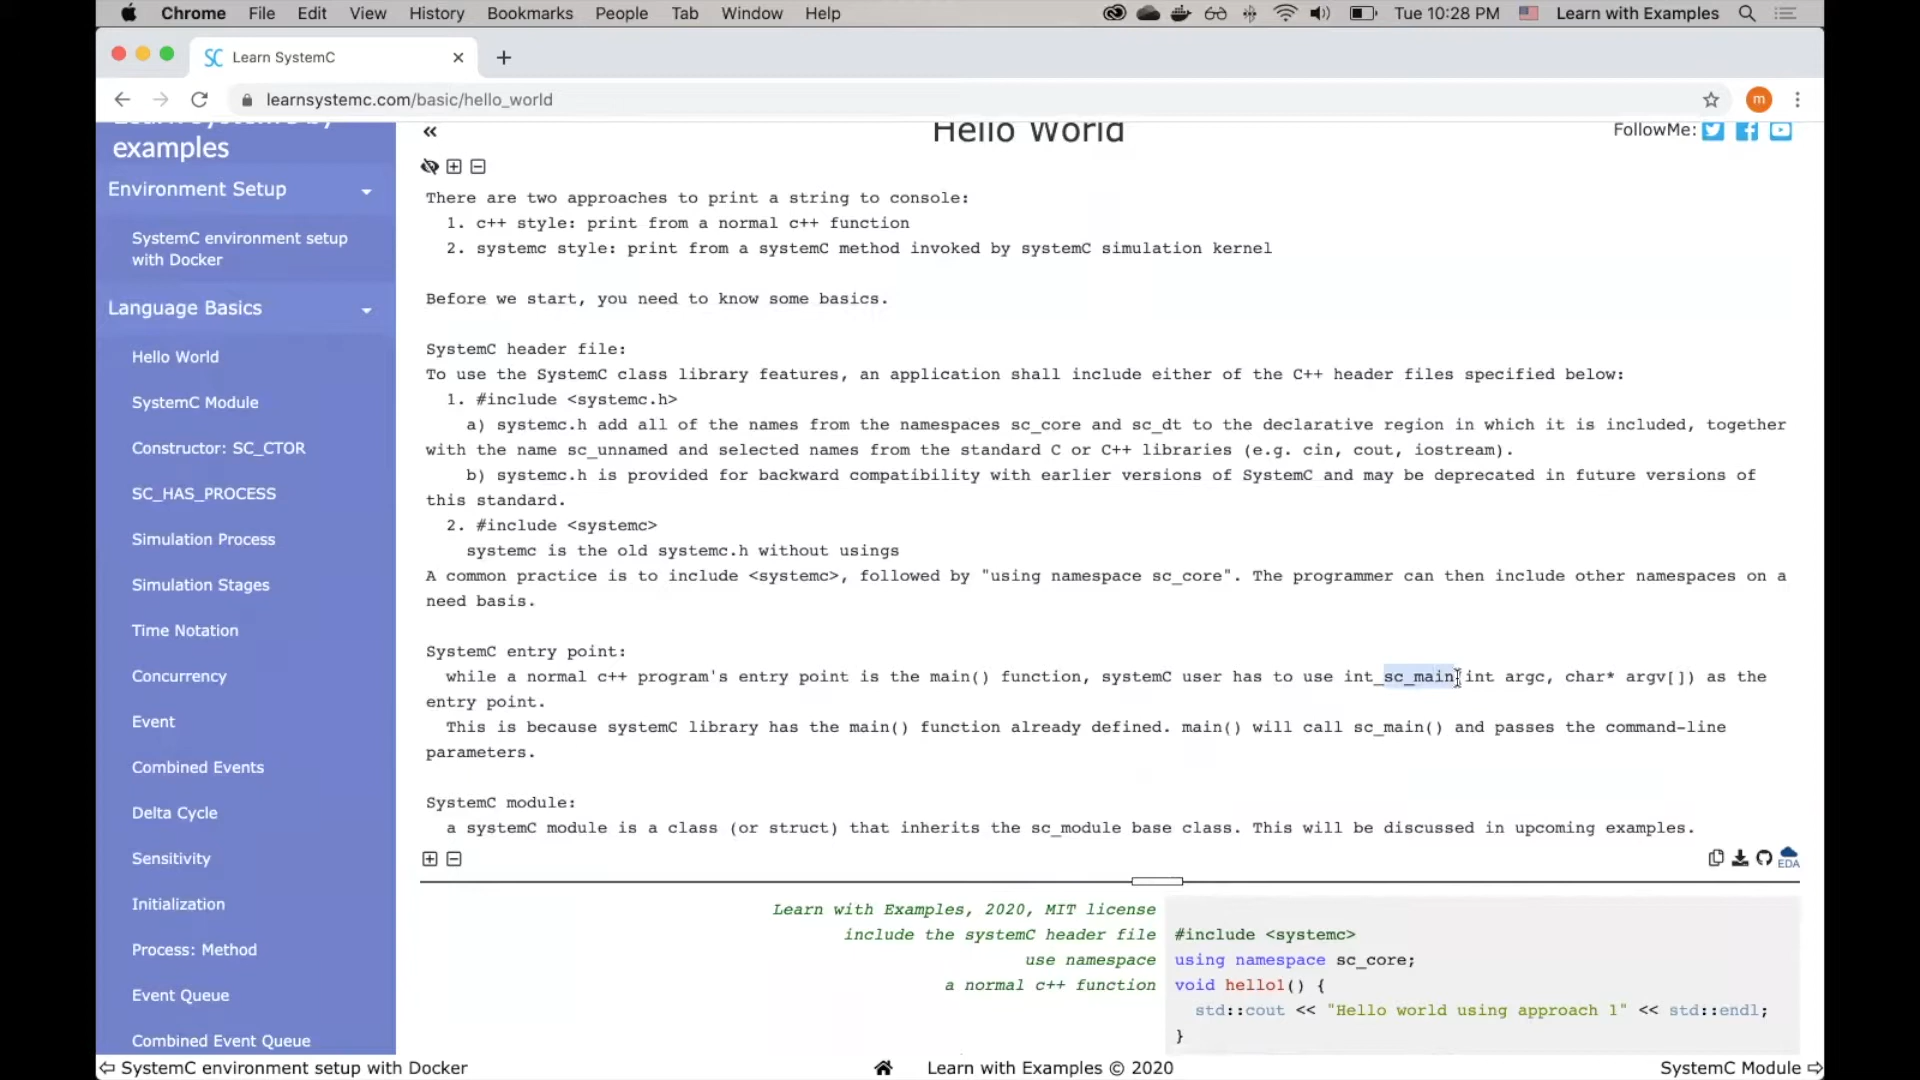 Chrome File Edit View History Bookmarks People Tab Window Help Tue 10:28 PM Learn with Examples
SC Learn SystemC
learnsystemc.com/basic/hello_world m
examples
Environment Setup
SystemC environment setup
with Docker
Language Basics
Hello World
SystemC Module
Constructor: SC_CTOR
SC_HAS_PROCESS
Simulation Process
Simulation Stages
Time Notation
Concurrency
Event
Combined Events
Delta Cycle
Sensitivity
Initialization
Process: Method
Event Queue
Combined Event Queue
«
Hello World
FollowMe:
There are two approaches to print a string to console:
1. c++ style: print from a normal c++ function
2. systemc style: print from a systemC method invoked by systemC simulation kernel
Before we start, you need to know some basics.
SystemC header file:
To use the SystemC class library features, an application shall include either of the C++ header files specified below:
1. #include <systemc.h>
a) systemc.h add all of the names from the namespaces sc_core and sc_dt to the declarative region in which it is included, together
with the name sc_unnamed and selected names from the standard C or C++ libraries (e.g. cin, cout, iostream).
b) systemc.h is provided for backward compatibility with earlier versions of SystemC and may be deprecated in future versions of
this standard.
2. #include <systemc>
systemc is the old systemc.h without usings
A common practice is to include <systemc>, followed by "using namespace sc_core". The programmer can then include other namespaces on a
need basis.
SystemC entry point:
while a normal c++ program's entry point is the main() function, systemC user has to use int_sc_main(int argc, char* argv[]) as the
entry point.
This is because systemC library has the main() function already defined. main() will call sc_main() and passes the command-line
parameters.
SystemC module:
a systemC module is a class (or struct) that inherits the sc_module base class. This will be discussed in upcoming examples.
EDA
Learn with Examples, 2020, MIT license
include the systemC header file #include <systemc>
use namespace using namespace sc_core;
a normal c++ function void hello1() {
std::cout << "Hello world using approach 1" << std::endl;
}
SystemC environment setup with Docker Learn with Examples © 2020 SystemC Module